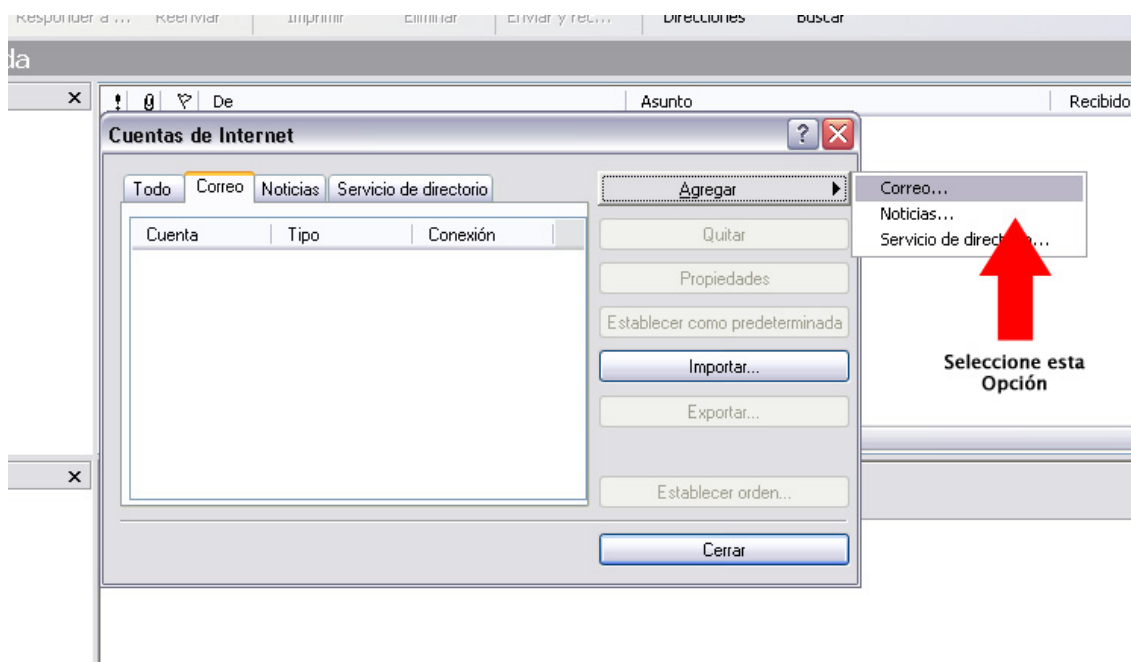 Responder a ... Reenviar Imprimir Eliminar Enviar y rec... Direcciones Buscar
da
! De Asunto Recibido
Cuentas de Internet
Todo Correo Noticias Servicio de directorio
Cuenta Tipo Conexión
Agregar
Quitar
Propiedades
Establecer como predeterminada
Importar...
Exportar...
Establecer orden...
Cerrar
Correo...
Noticias...
Servicio de
Seleccione esta
Opción